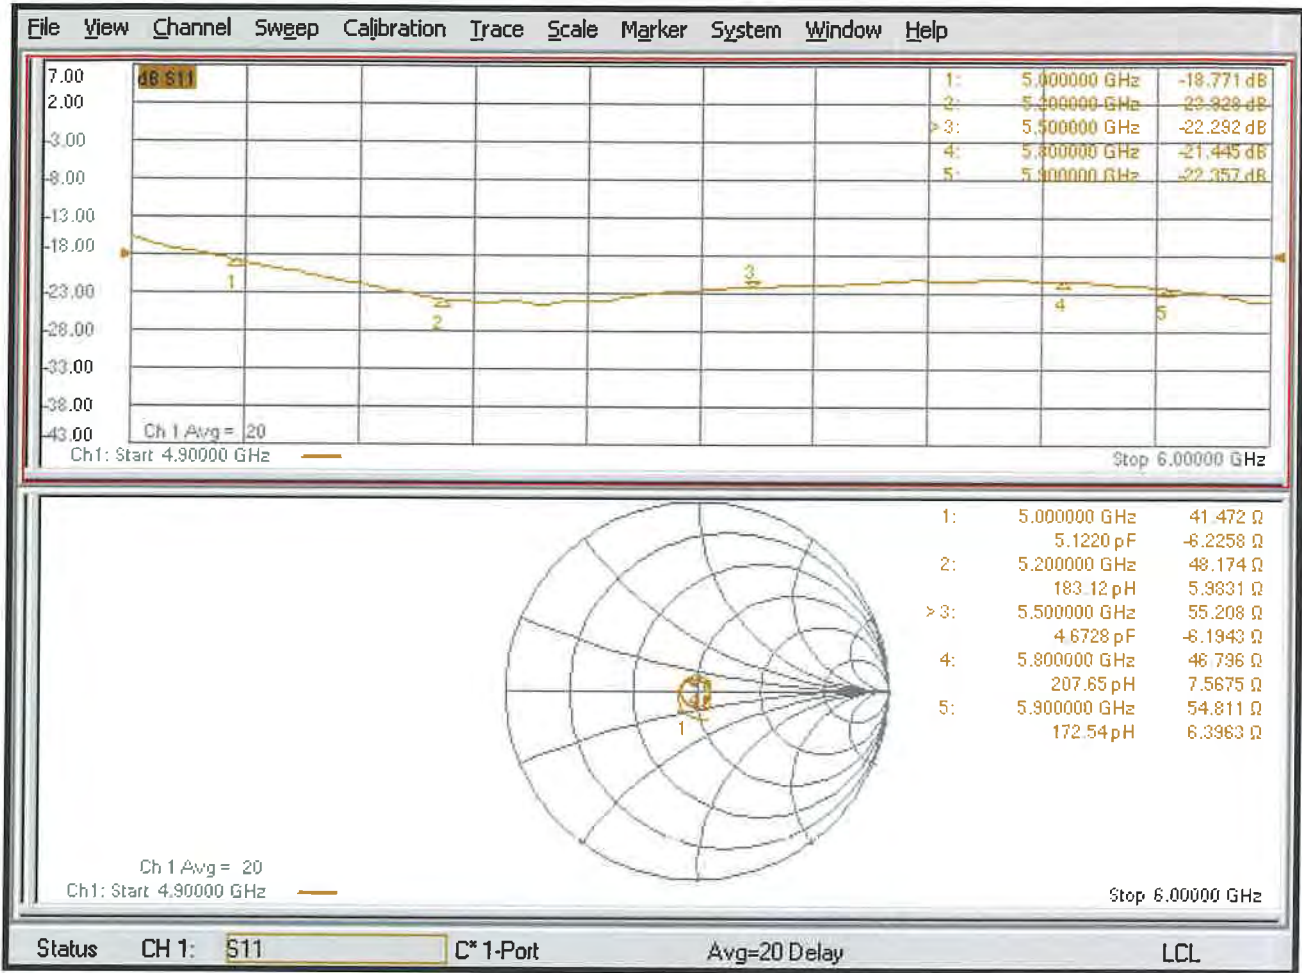 File View Channel Sweep Calibration Trace Scale Marker System Window Help
7.00
2.00
-3.00
-8.00
-13.00
-18.00
-23.00
-28.00
-33.00
-38.00
-43.00
dB S11
1: 5.000000 GHz -18.771 dB
2: 5.200000 GHz -23.928 dB
>3: 5.500000 GHz -22.292 dB
4: 5.800000 GHz -21.445 dB
5: 5.900000 GHz -22.357 dB
1
2
3
4
5
Ch 1 Avg = 20
Ch1: Start 4.90000 GHz
Stop 6.00000 GHz
1: 5.000000 GHz 41.472 Ω
5.1220 pF -6.2258 Ω
2: 5.200000 GHz 48.174 Ω
183.12 pH 5.9831 Ω
>3: 5.500000 GHz 55.208 Ω
4.6728 pF -6.1943 Ω
4: 5.800000 GHz 46.796 Ω
207.65 pH 7.5675 Ω
5: 5.900000 GHz 54.811 Ω
172.54 pH 6.3963 Ω
1
Ch 1 Avg = 20
Ch1: Start 4.90000 GHz
Stop 6.00000 GHz
Status CH 1: S11 C* 1-Port Avg=20 Delay LCL